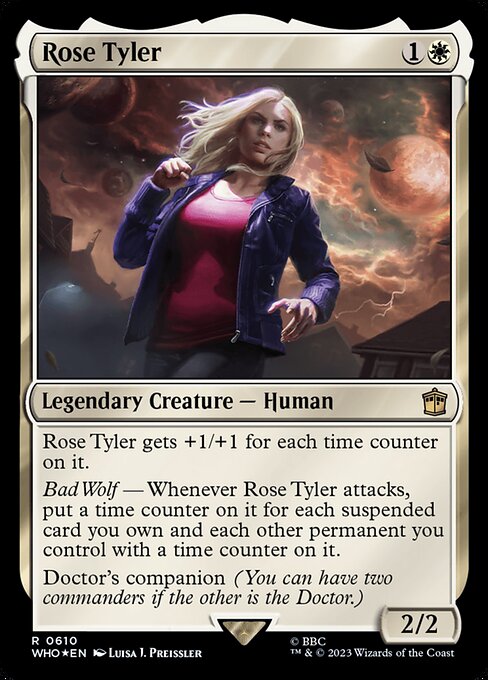 Rose Tyler 1
Legendary Creature — Human
Rose Tyler gets +1/+1 for each time counter
on it.
Bad Wolf — Whenever Rose Tyler attacks,
put a time counter on it for each suspended
card you own and each other permanent you
control with a time counter on it.
Doctor's companion (You can have two
commanders if the other is the Doctor.)
2/2
R 0610
WHO★EN Luisa J. Preissler
© BBC
™ & © 2023 Wizards of the Coast